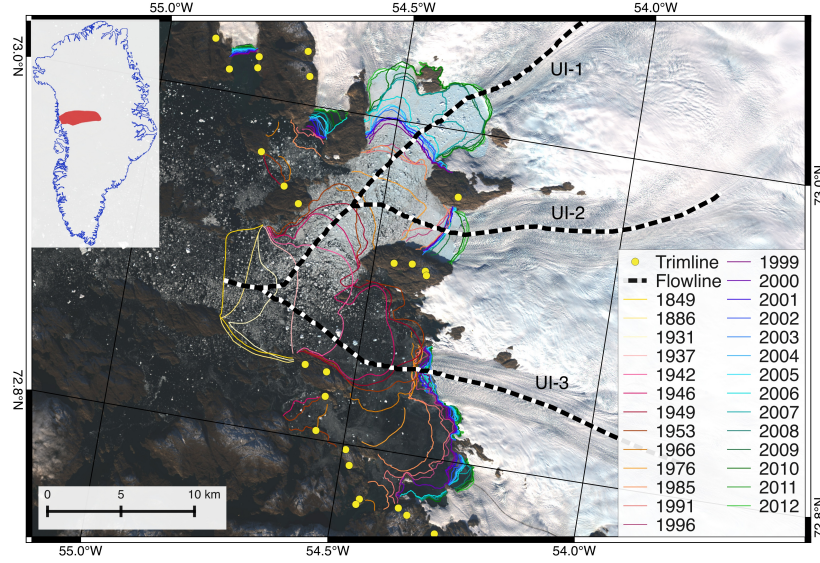 55.0°W
54.5°W
54.0°W
73.0°N
UI-1
73.0°N
UI-2
Trimline
Flowline
1849
1886
1931
1937
1942
1946
1949
1953
1966
1976
1985
1991
1996
1999
2000
2001
2002
2003
2004
2005
2006
2007
2008
2009
2010
2011
2012
UI-3
72.8°N
0 5 10 km
72.8°N
55.0°W
54.5°W
54.0°W